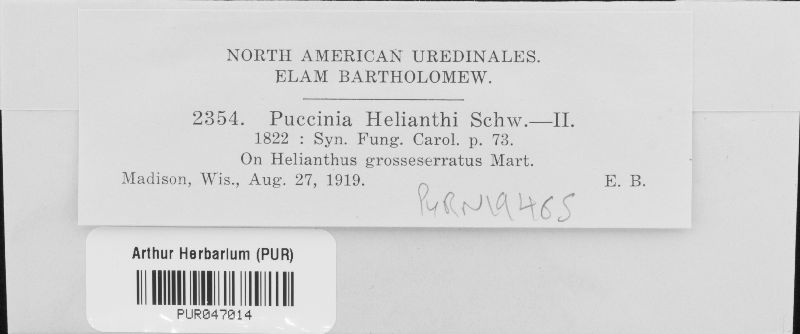 NORTH AMERICAN UREDINALES.
ELAM BARTHOLOMEW.
2354. Puccinia Helianthi Schw.—II.
1822 : Syn. Fung. Carol. p. 73.
On Helianthus grosseserratus Mart.
Madison, Wis., Aug. 27, 1919. E. B.
PURN19465
Arthur Herbarium (PUR)
PUR047014